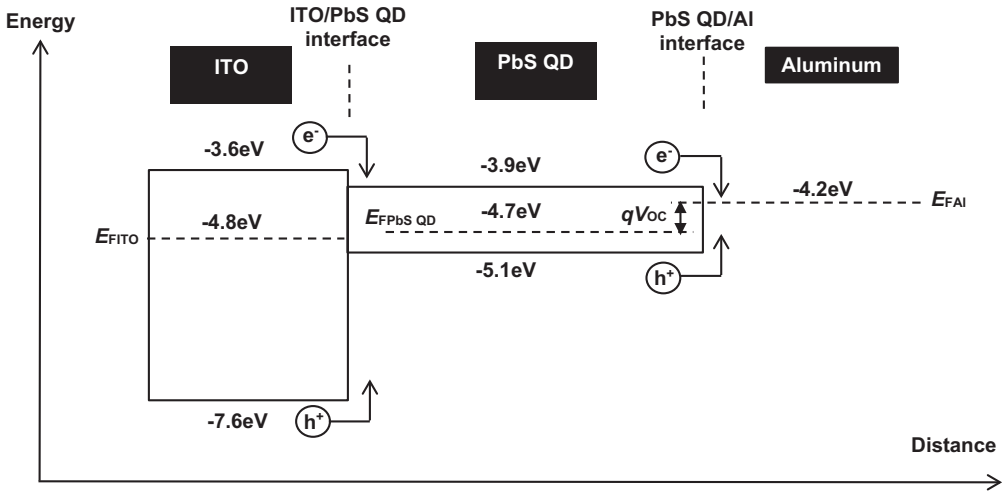 Energy
ITO/PbS QD
interface
PbS QD/Al
interface
ITO
PbS QD
Aluminum
e-
e-
-3.6eV
-3.9eV
-4.2eV
EFAl
EFITO
-4.8eV
EFPbS QD
-4.7eV
qVOC
-5.1eV
h+
-7.6eV
h+
Distance